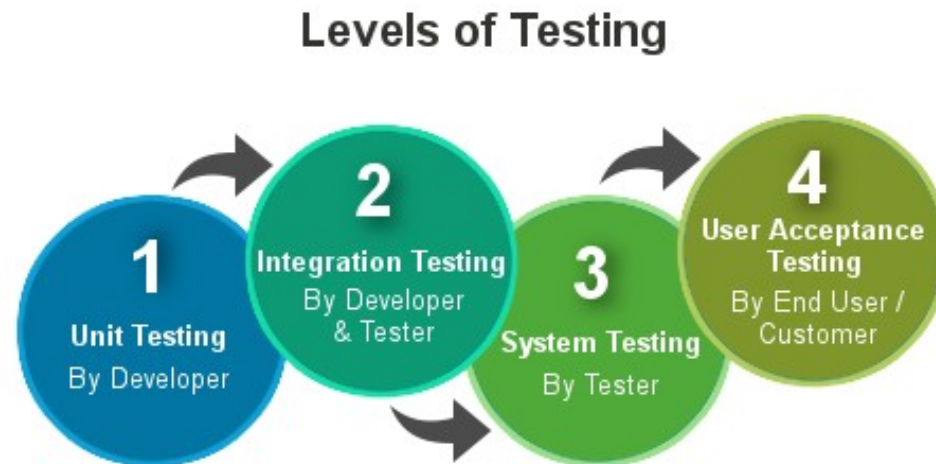 Levels of Testing
1
Unit Testing
By Developer
2
Integration Testing
By Developer
& Tester
3
System Testing
By Tester
4
User Acceptance
Testing
By End User /
Customer